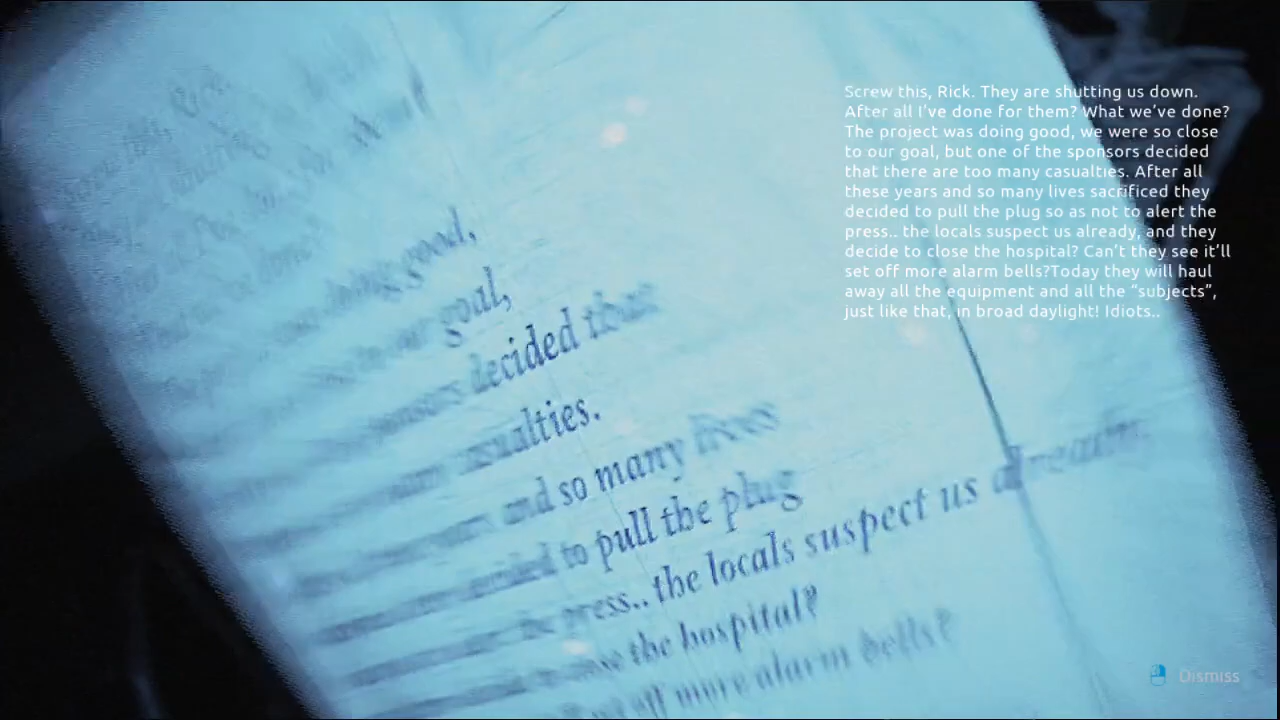 Screw this, Rick. They are shutting us down.
After all I've done for them? What we've done?
The project was doing good, we were so close
to our goal, but one of the sponsors decided
that there are too many casualties. After all
these years and so many lives sacrificed they
decided to pull the plug so as not to alert the
press.. the locals suspect us already, and they
decide to close the hospital? Can't they see it'll
set off more alarm bells?Today they will haul
away all the equipment and all the “subjects”,
just like that, in broad daylight! Idiots..
doing good,
goal,
decided that
casualties.
and so many lives
to pull the plug
press.. the locals suspect us already,
the hospital?
off more alarm bells?
Dismiss